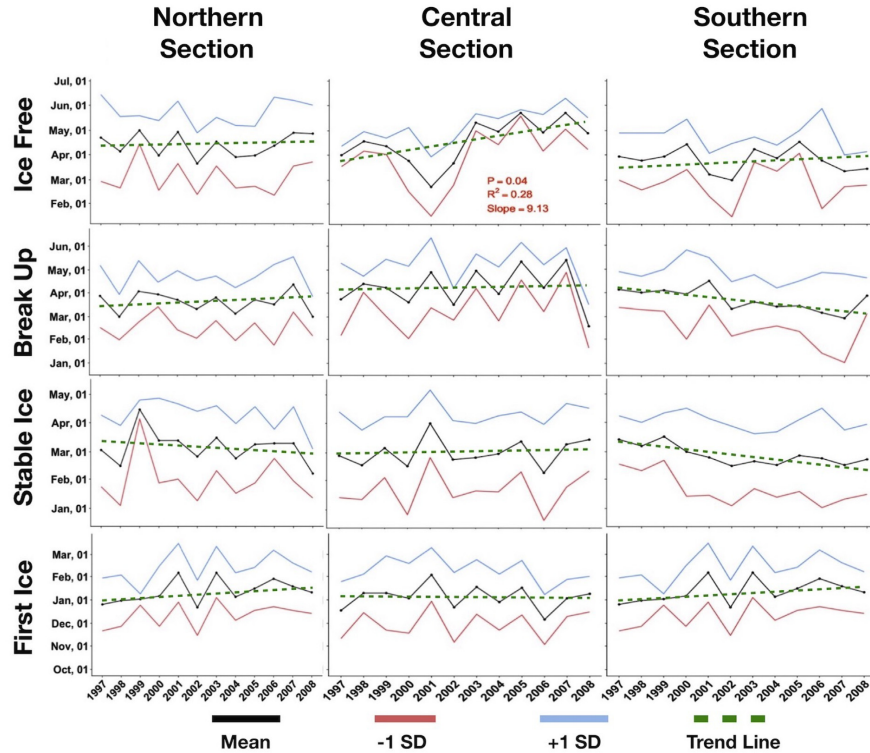 Northern Section
Central Section
Southern Section
Ice Free
Jul, 01
Jun, 01
May, 01
Apr, 01
Mar, 01
Feb, 01
P = 0.04
R² = 0.28
Slope = 9.13
Break Up
Jun, 01
May, 01
Apr, 01
Mar, 01
Feb, 01
Jan, 01
Stable Ice
May, 01
Apr, 01
Mar, 01
Feb, 01
Jan, 01
First Ice
Mar, 01
Feb, 01
Jan, 01
Dec, 01
Nov, 01
Oct, 01
1997 1998 1999 2000 2001 2002 2003 2004 2005 2006 2007 2008
1997 1998 1999 2000 2001 2002 2003 2004 2005 2006 2007 2008
1997 1998 1999 2000 2001 2002 2003 2004 2005 2006 2007 2008
Mean
-1 SD
+1 SD
Trend Line